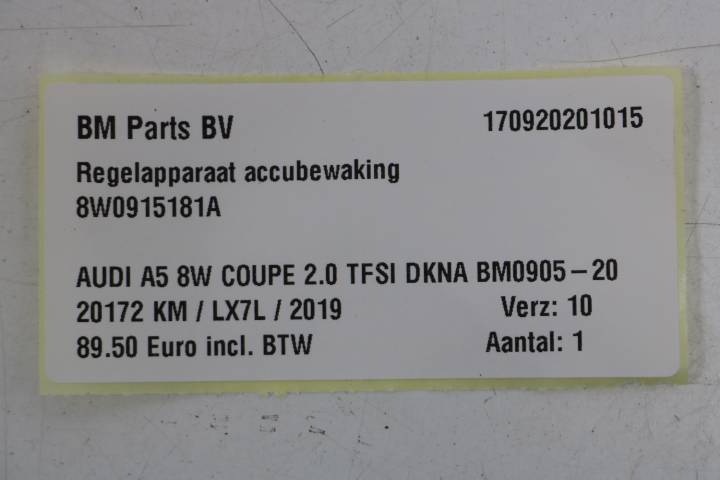 BM Parts BV 170920201015
Regelapparaat accubewaking
8W0915181A
AUDI A5 8W COUPE 2.0 TFSI DKNA BM0905-20
20172 KM / LX7L / 2019 Verz: 10
89.50 Euro incl. BTW Aantal: 1